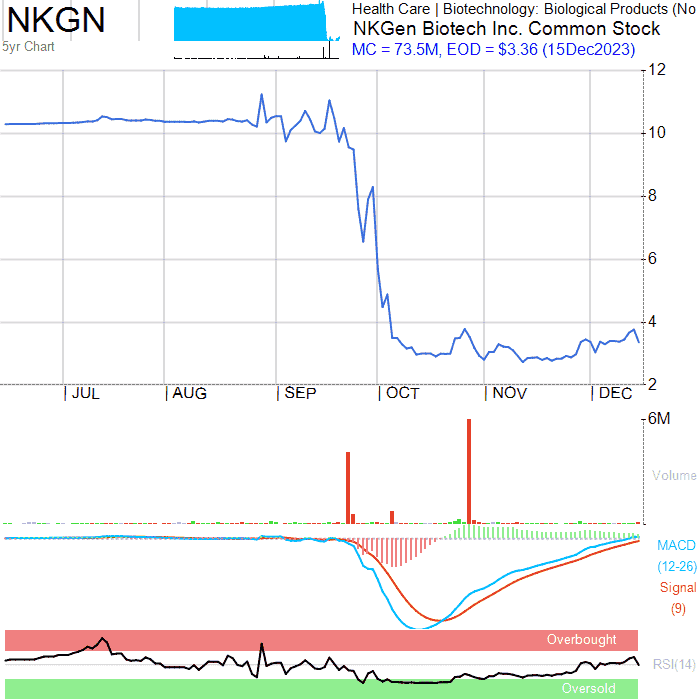 NKGN
5yr Chart
Health Care | Biotechnology: Biological Products (No
NKGen Biotech Inc. Common Stock
MC = 73.5M, EOD = $3.36 (15Dec2023)
12
10
8
6
4
2
| JUL | AUG | SEP | OCT | NOV | DEC
6M
Volume
MACD
(12-26)
Signal
(9)
Overbought
RSI(14)
Oversold